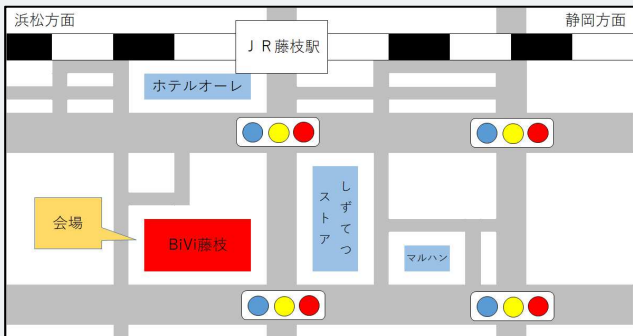 浜松方面
静岡方面
ＪＲ藤枝駅
ホテルオーレ
しずてつ
ストア
会場
BiVi藤枝
マルハン